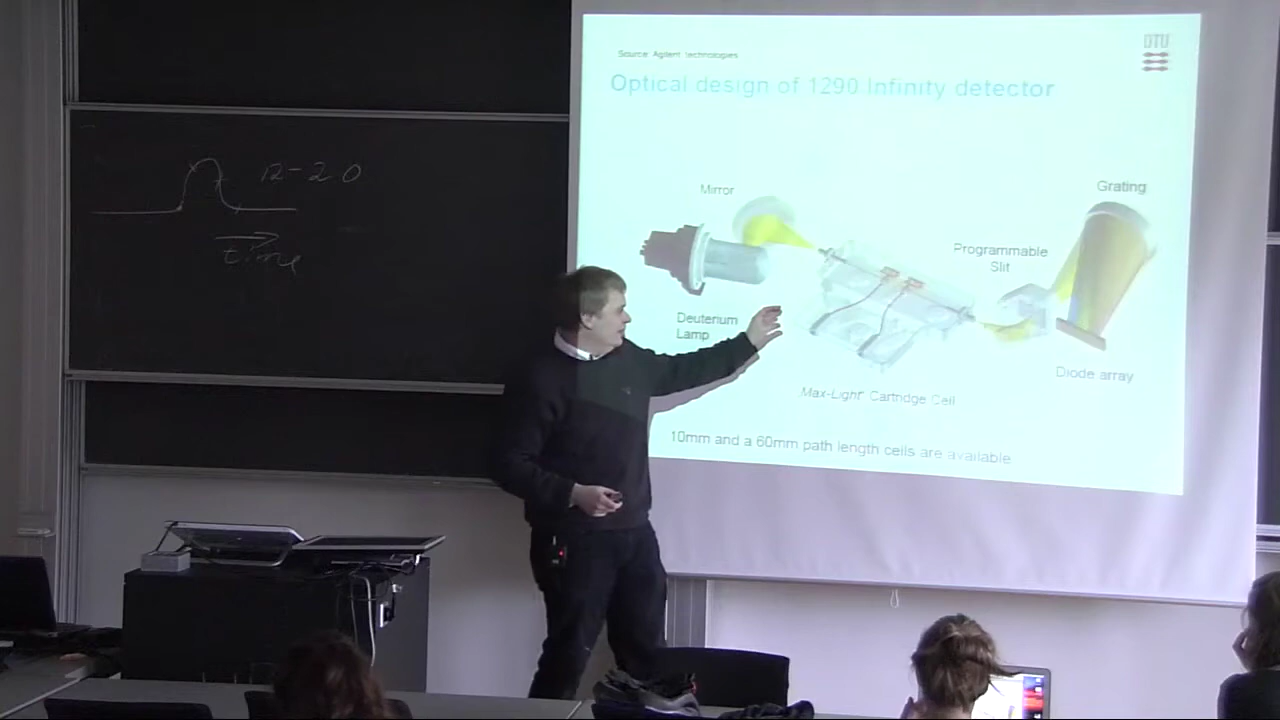 Source: Agilent technologies
DTU
Optical design of 1290 Infinity detector
Mirror
Grating
Programmable
Slit
Deuterium
Lamp
Diode array
Max-Light Cartridge Cell
10mm and a 60mm path length cells are available
12-20
time